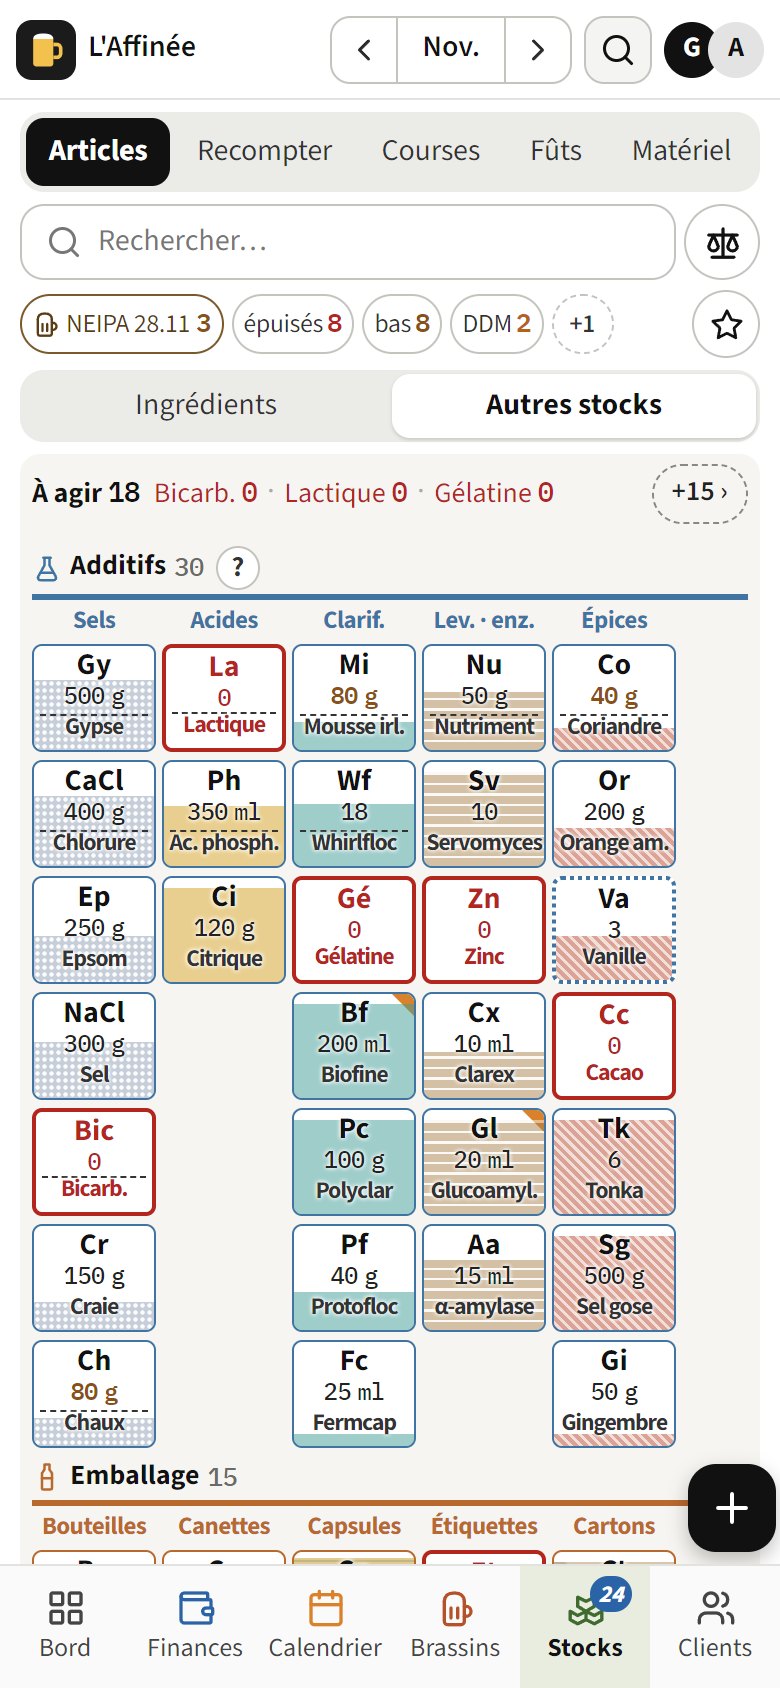 L'Affinée
Nov.
G A
Articles Recompter Courses Fûts Matériel
Rechercher…
NEIPA 28.11 3 épuisés 8 bas 8 DDM 2 +1
Ingrédients Autres stocks
À agir 18 Bicarb. 0 · Lactique 0 · Gélatine 0 +15 ›
Additifs 30 ?
Sels Acides Clarif. Lev. · enz. Épices
Gy La Mi Nu Co
500 g 0 80 g 50 g 40 g
Gypse Lactique Mousse irl. Nutriment Coriandre
CaCl Ph Wf Sv Or
400 g 350 ml 18 10 200 g
Chlorure Ac. phosph. Whirlfloc Servomyces Orange am.
Ep Ci Gé Zn Va
250 g 120 g 0 0 3
Epsom Citrique Gélatine Zinc Vanille
NaCl Bf Cx Cc
300 g 200 ml 10 ml 0
Sel Biofine Clarex Cacao
Bic Pc Gl Tk
0 100 g 20 ml 6
Bicarb. Polyclar Glucoamyl. Tonka
Cr Pf Aa Sg
150 g 40 g 15 ml 500 g
Craie Protofloc α-amylase Sel gose
Ch Fc Gi
80 g 25 ml 50 g
Chaux Fermcap Gingembre
Emballage 15
Bouteilles Canettes Capsules Étiquettes Cartons
24
Bord Finances Calendrier Brassins Stocks Clients